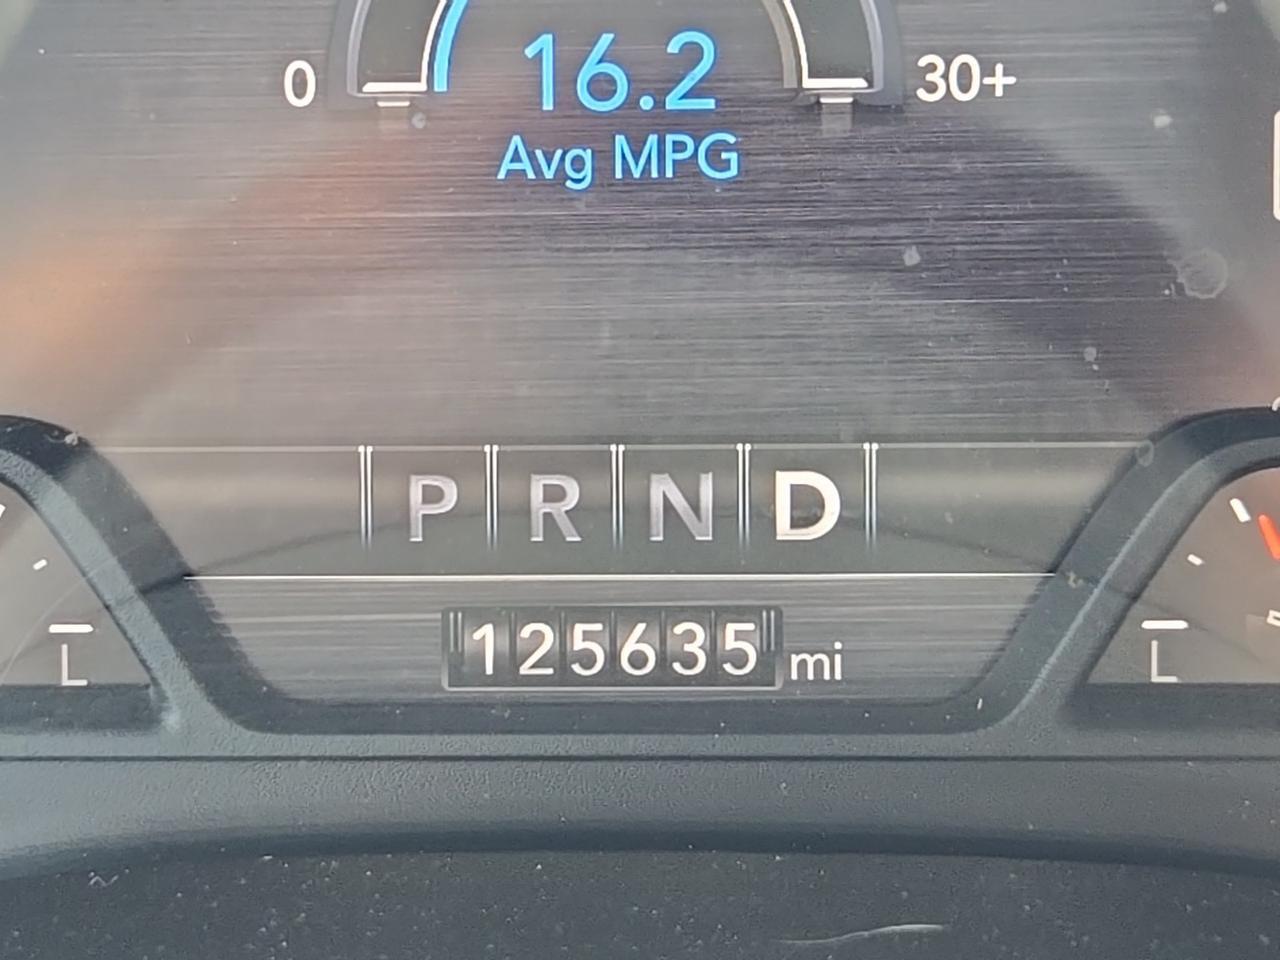 16.2
0 30+
Avg MPG
P R N D
125635 mi
L L